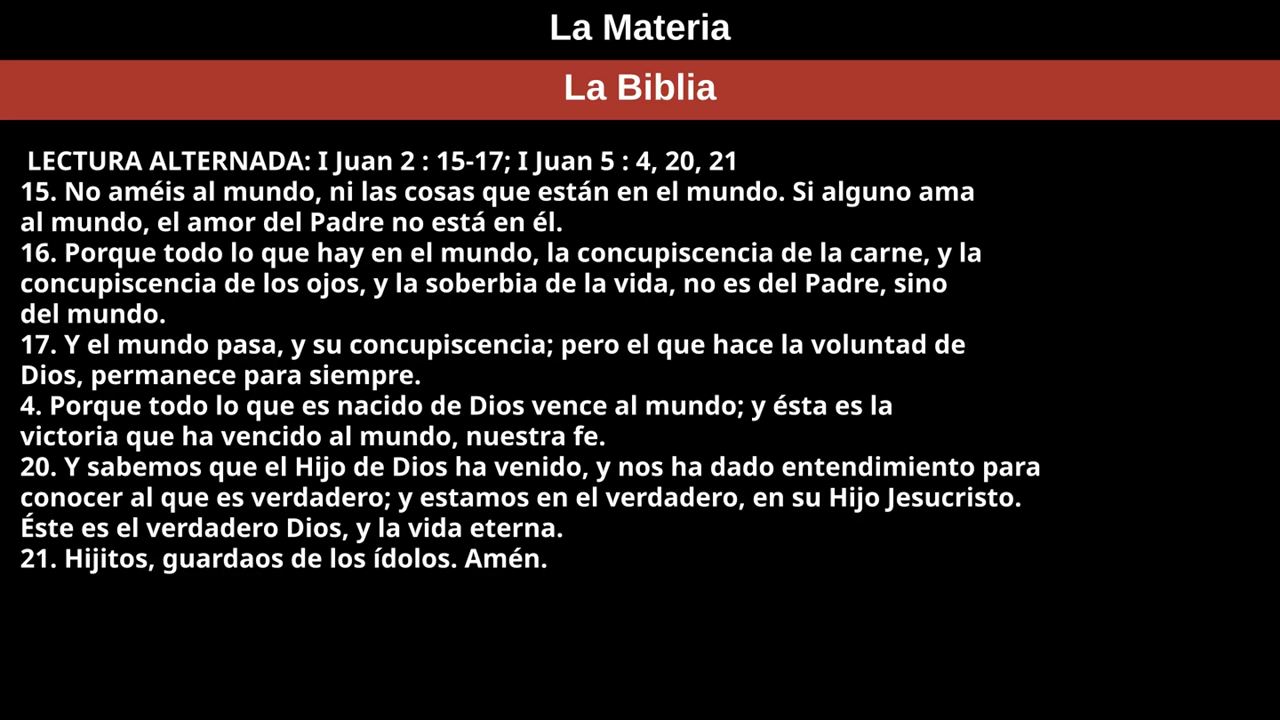 La Materia
La Biblia
LECTURA ALTERNADA: I Juan 2 : 15-17; I Juan 5 : 4, 20, 21
15. No améis al mundo, ni las cosas que están en el mundo. Si alguno ama
al mundo, el amor del Padre no está en él.
16. Porque todo lo que hay en el mundo, la concupiscencia de la carne, y la
concupiscencia de los ojos, y la soberbia de la vida, no es del Padre, sino
del mundo.
17. Y el mundo pasa, y su concupiscencia; pero el que hace la voluntad de
Dios, permanece para siempre.
4. Porque todo lo que es nacido de Dios vence al mundo; y ésta es la
victoria que ha vencido al mundo, nuestra fe.
20. Y sabemos que el Hijo de Dios ha venido, y nos ha dado entendimiento para
conocer al que es verdadero; y estamos en el verdadero, en su Hijo Jesucristo.
Éste es el verdadero Dios, y la vida eterna.
21. Hijitos, guardaos de los ídolos. Amén.